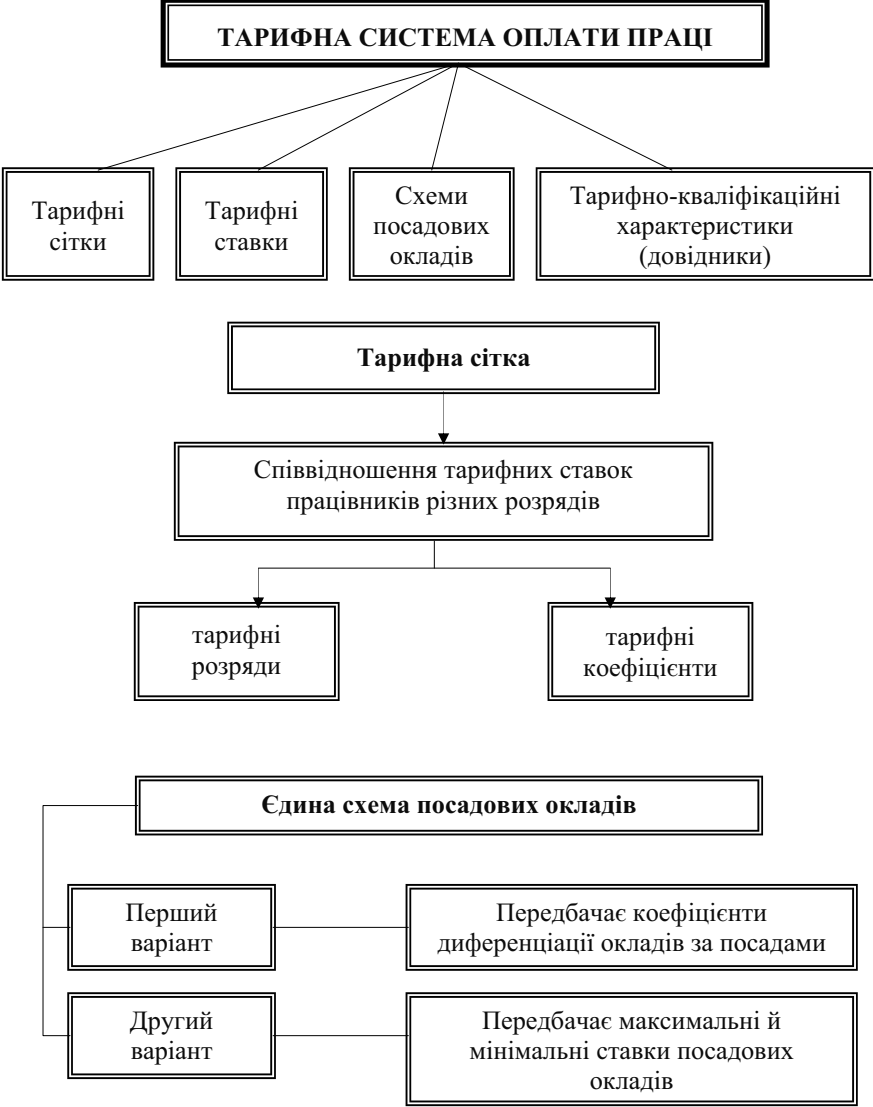 ТАРИФНА СИСТЕМА ОПЛАТИ ПРАЦІ
Тарифні
сітки
Тарифні
ставки
Схеми
посадових
окладів
Тарифно-кваліфікаційні
характеристики
(довідники)
Тарифна сітка
Співвідношення тарифних ставок
працівників різних розрядів
тарифні
розряди
тарифні
коефіцієнти
Єдина схема посадових окладів
Перший
варіант
Передбачає коефіцієнти
диференціації окладів за посадами
Другий
варіант
Передбачає максимальні й
мінімальні ставки посадових
окладів